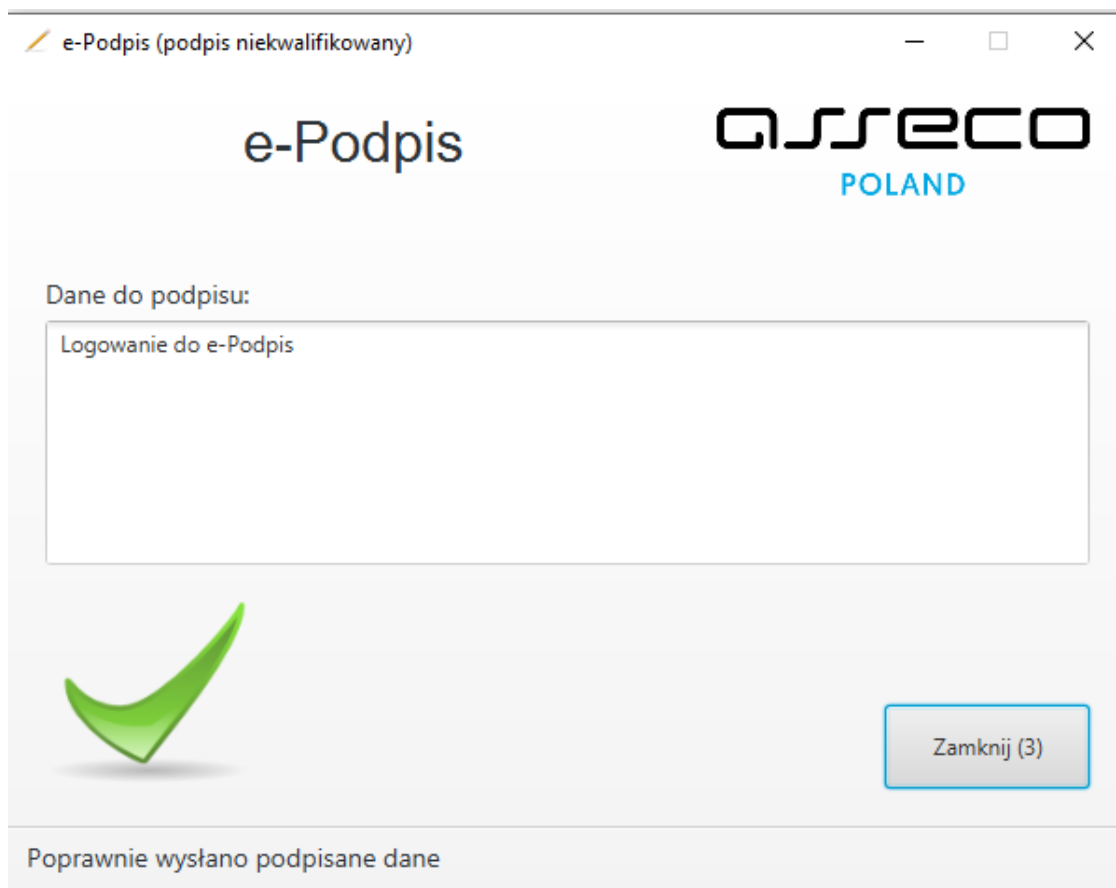 e-Podpis (podpis niekwalifikowany)
e-Podpis
asseco
POLAND
Dane do podpisu:
Logowanie do e-Podpis
Zamknij (3)
Poprawnie wysłano podpisane dane